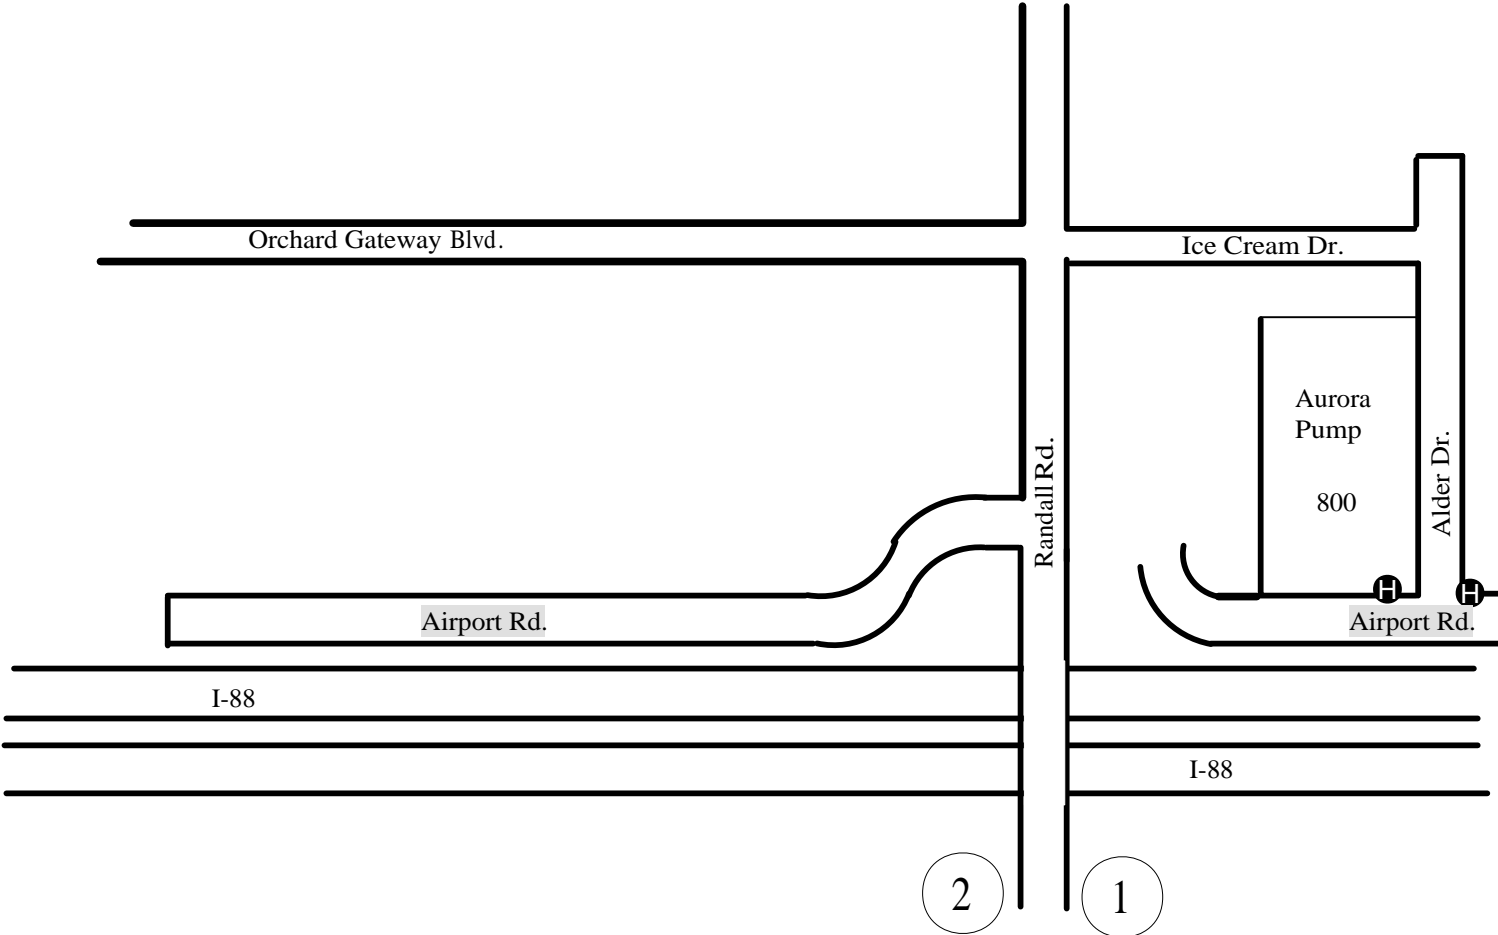 Orchard Gateway Blvd.
Ice Cream Dr.
Aurora
Pump
800
Randall Rd.
Alder Dr.
H
H
Airport Rd.
Airport Rd.
I-88
I-88
2
1